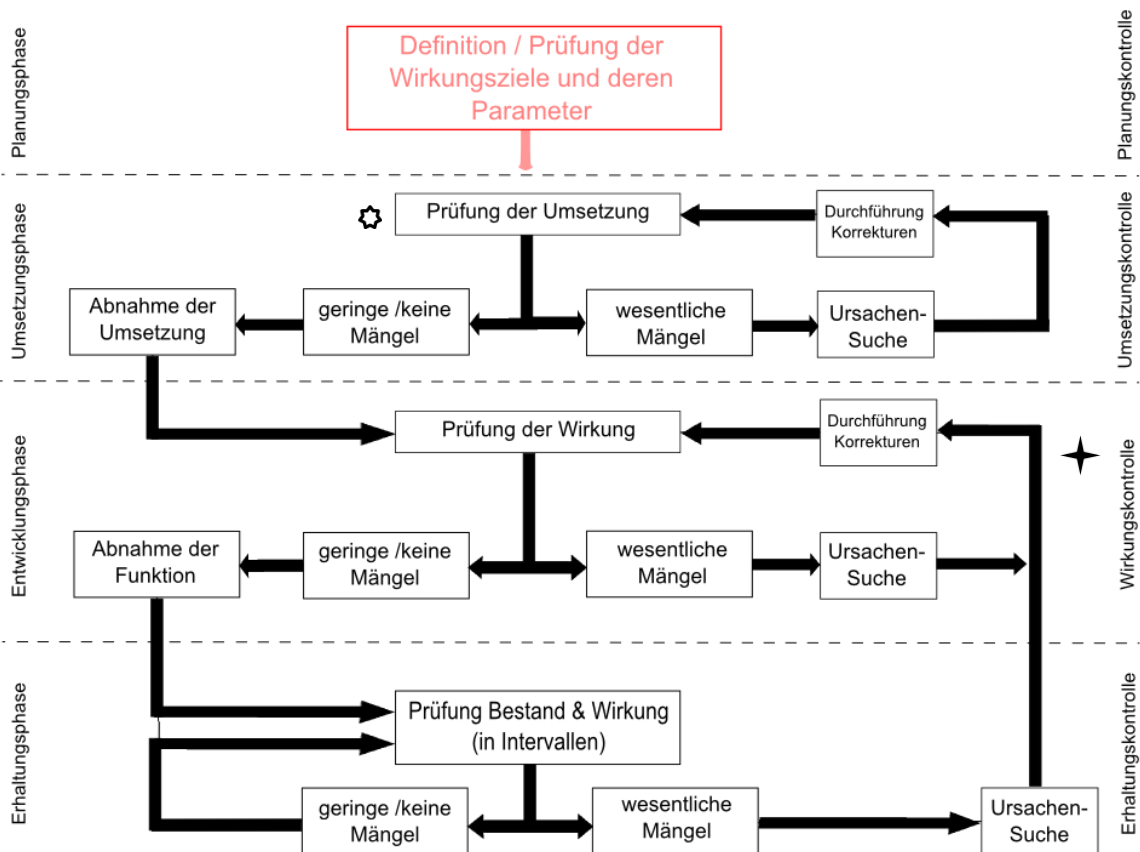 Planungsphase
Definition / Prüfung der
Wirkungsziele und deren
Parameter
Planungskontrolle
Umsetzungsphase
Prüfung der Umsetzung
Durchführung
Korrekturen
Abnahme der
Umsetzung
geringe /keine
Mängel
wesentliche
Mängel
Ursachen-
Suche
Umsetzungskontrolle
Entwicklungsphase
Prüfung der Wirkung
Durchführung
Korrekturen
Abnahme der
Funktion
geringe /keine
Mängel
wesentliche
Mängel
Ursachen-
Suche
Wirkungskontrolle
Erhaltungsphase
Prüfung Bestand & Wirkung
(in Intervallen)
geringe /keine
Mängel
wesentliche
Mängel
Ursachen-
Suche
Erhaltungskontrolle